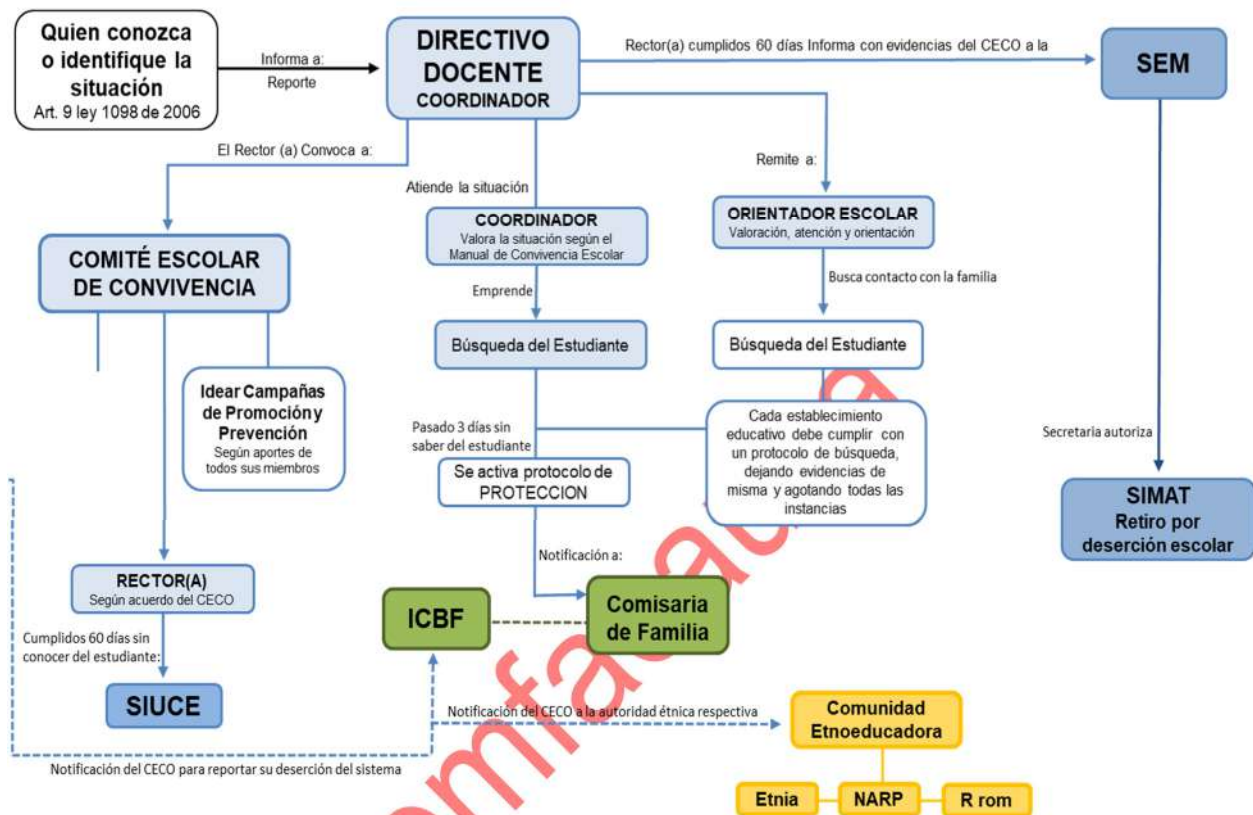 Quien conozca
o identifique la
situación
Art. 9 ley 1098 de 2006
Informa a:
Reporte
DIRECTIVO
DOCENTE
COORDINADOR
Rector(a) cumplidos 60 días Informa con evidencias del CECO a la
SEM
El Rector (a) Convoca a:
Atiende la situación
Remite a:
COMITÉ ESCOLAR
DE CONVIVENCIA
COORDINADOR
Valora la situación según el
Manual de Convivencia Escolar
ORIENTADOR ESCOLAR
Valoración, atención y orientación
Emprende
Busca contacto con la familia
Búsqueda del Estudiante
Búsqueda del Estudiante
Idear Campañas
de Promoción y
Prevención
Según aportes de
todos sus miembros
Pasado 3 días sin
saber del estudiante
Cada establecimiento
educativo debe cumplir con
un protocolo de búsqueda,
dejando evidencias de
misma y agotando todas las
instancias
Secretaria autoriza
Se activa protocolo de
PROTECCION
SIMAT
Retiro por
deserción escolar
Notificación a:
RECTOR(A)
Según acuerdo del CECO
ICBF
Comisaria
de Familia
Cumplidos 60 días sin
conocer del estudiante:
SIUCE
Notificación del CECO a la autoridad étnica respectiva
Comunidad
Etnoeducadora
Notificación del CECO para reportar su deserción del sistema
Etnia
NARP
R rom